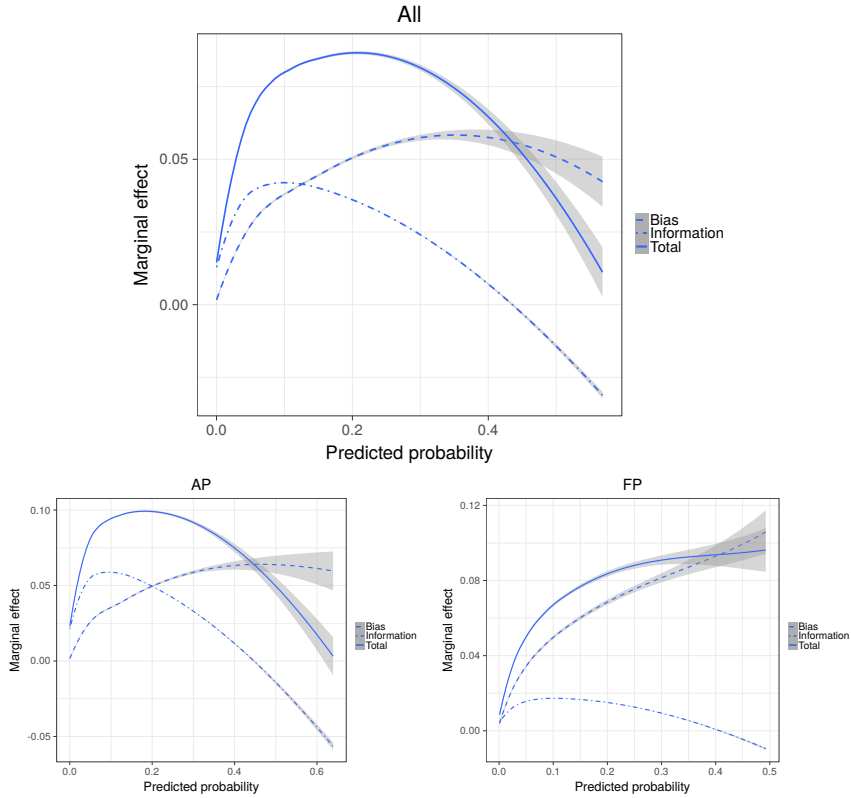 All
Marginal effect
0.05
0.00
0.0
0.2
0.4
Predicted probability
Bias
Information
Total
AP
Marginal effect
0.10
0.05
0.00
-0.05
0.0
0.2
0.4
0.6
Predicted probability
Bias
Information
Total
FP
Marginal effect
0.12
0.08
0.04
0.00
0.0
0.1
0.2
0.3
0.4
0.5
Predicted probability
Bias
Information
Total